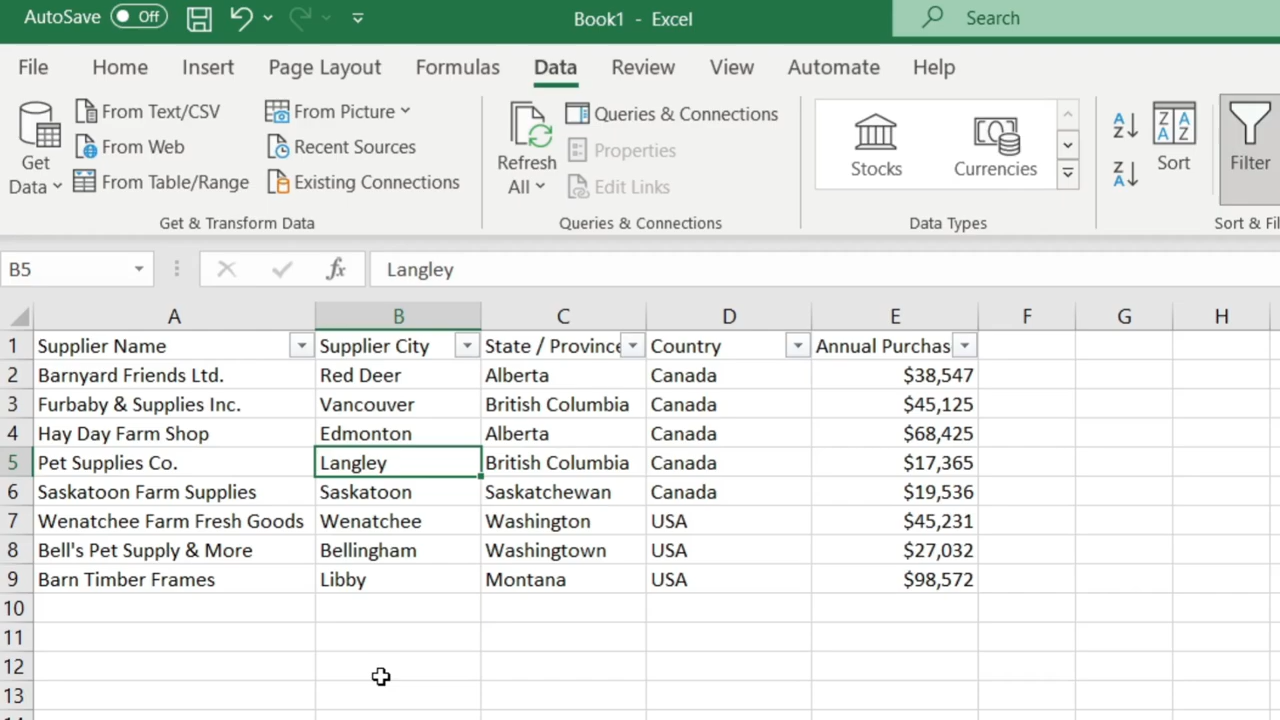 AutoSave Off Book1 - Excel Search
File Home Insert Page Layout Formulas Data Review View Automate Help
Get Data
From Text/CSV
From Web
From Table/Range
From Picture
Recent Sources
Existing Connections
Get & Transform Data
Refresh All
Queries & Connections
Properties
Edit Links
Queries & Connections
Stocks
Currencies
Data Types
A Z
Z A
Z A A Z
Sort
Filter
Sort & Fil
B5 fx Langley
A B C D E F G H
1 Supplier Name Supplier City State / Province Country Annual Purchas
2 Barnyard Friends Ltd. Red Deer Alberta Canada $38,547
3 Furbaby & Supplies Inc. Vancouver British Columbia Canada $45,125
4 Hay Day Farm Shop Edmonton Alberta Canada $68,425
5 Pet Supplies Co. Langley British Columbia Canada $17,365
6 Saskatoon Farm Supplies Saskatoon Saskatchewan Canada $19,536
7 Wenatchee Farm Fresh Goods Wenatchee Washington USA $45,231
8 Bell's Pet Supply & More Bellingham Washingtown USA $27,032
9 Barn Timber Frames Libby Montana USA $98,572
10
11
12
13